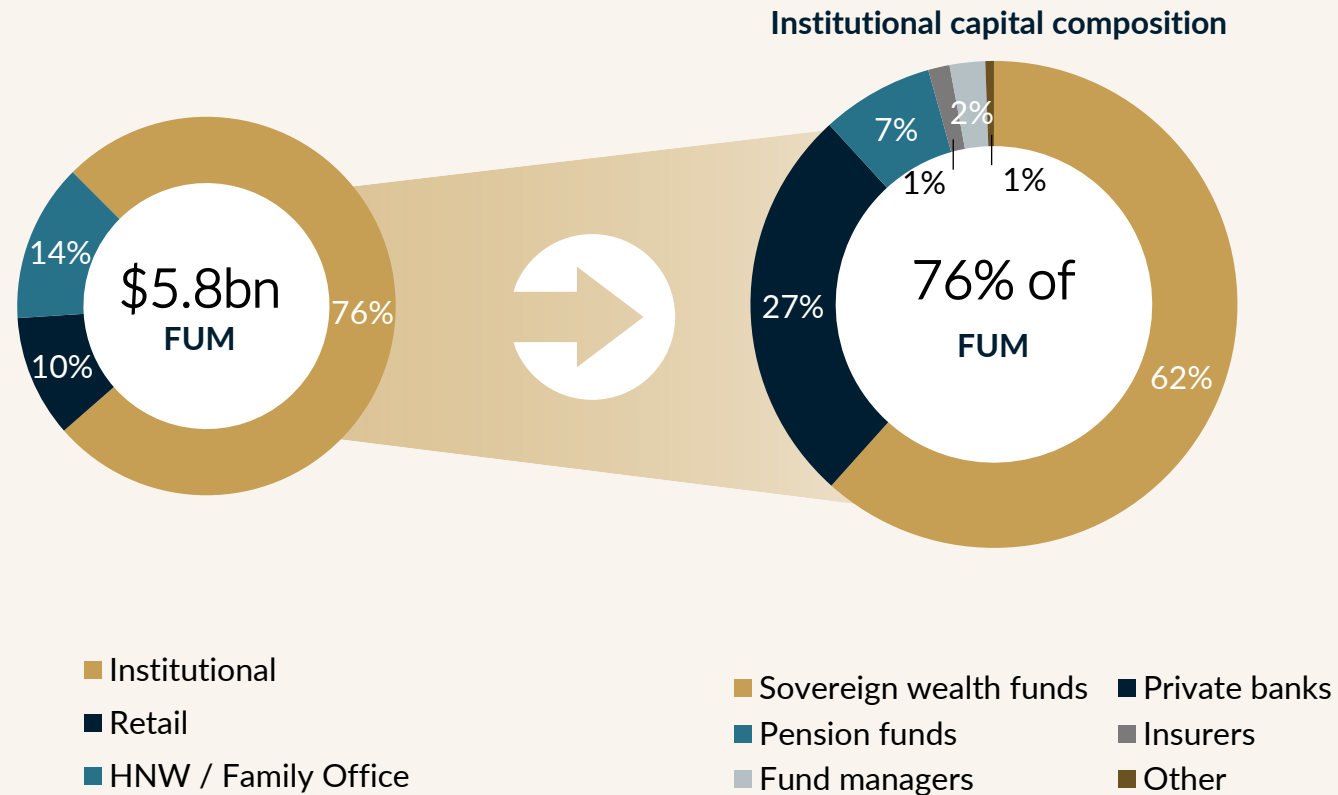 Institutional capital composition
14%
10%
76%
$5.8bn
FUM
7%
2%
1%
1%
27%
62%
76% of
FUM
Institutional
Retail
HNW / Family Office
Sovereign wealth funds
Private banks
Pension funds
Insurers
Fund managers
Other